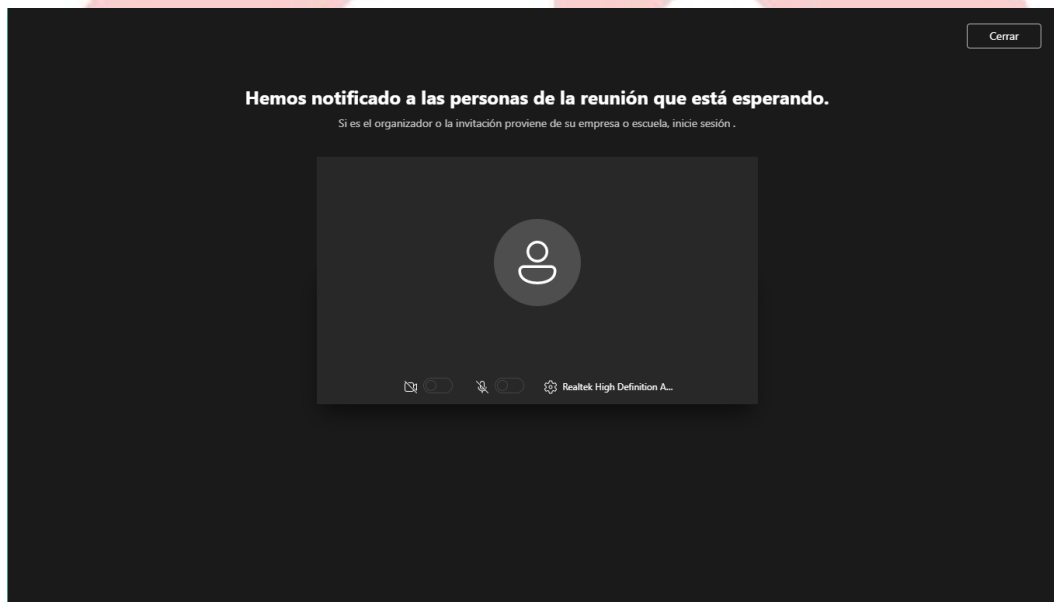 Cerrar
Hemos notificado a las personas de la reunión que está esperando.
Si es el organizador o la invitación proviene de su empresa o escuela, inicie sesión .
Realtek High Definition A...